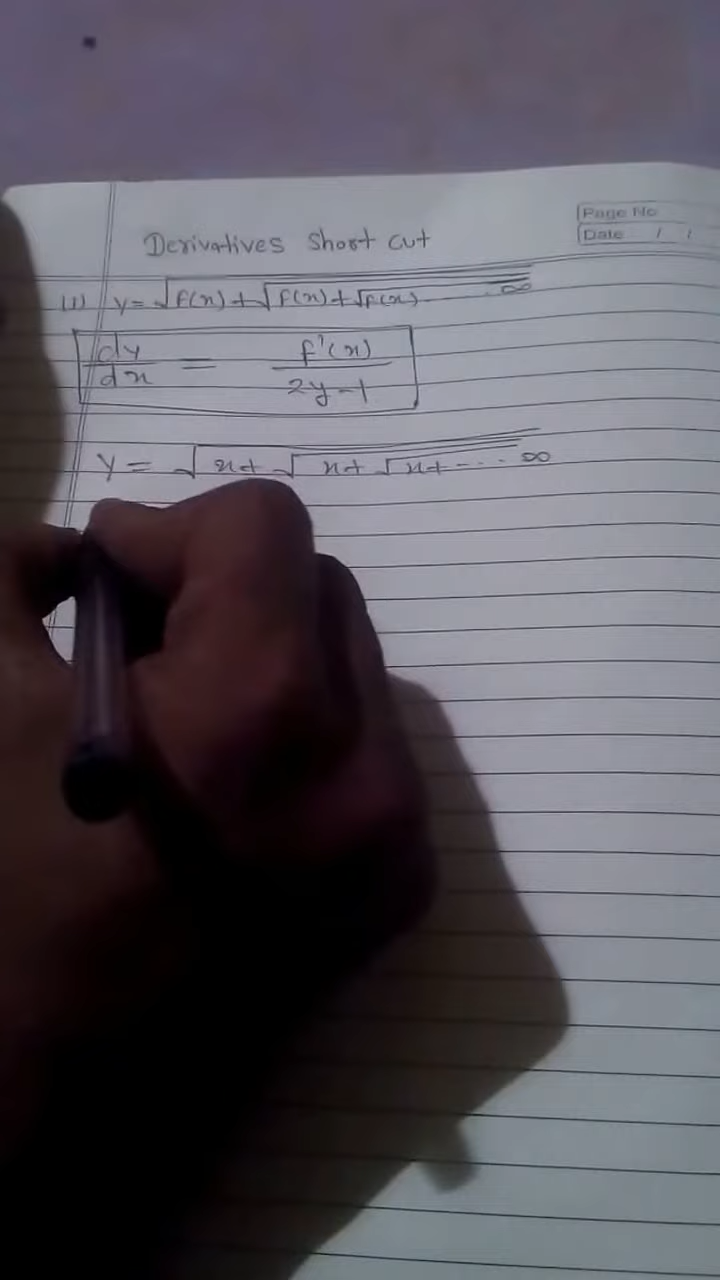 Page No
Date / /
Derivatives Short cut
(1) y = √f(x) + √f(x) + √f(x) ... ∞
dy/dx = f'(x)/2y-1
y = √x+ √x+ √x+ --- ∞